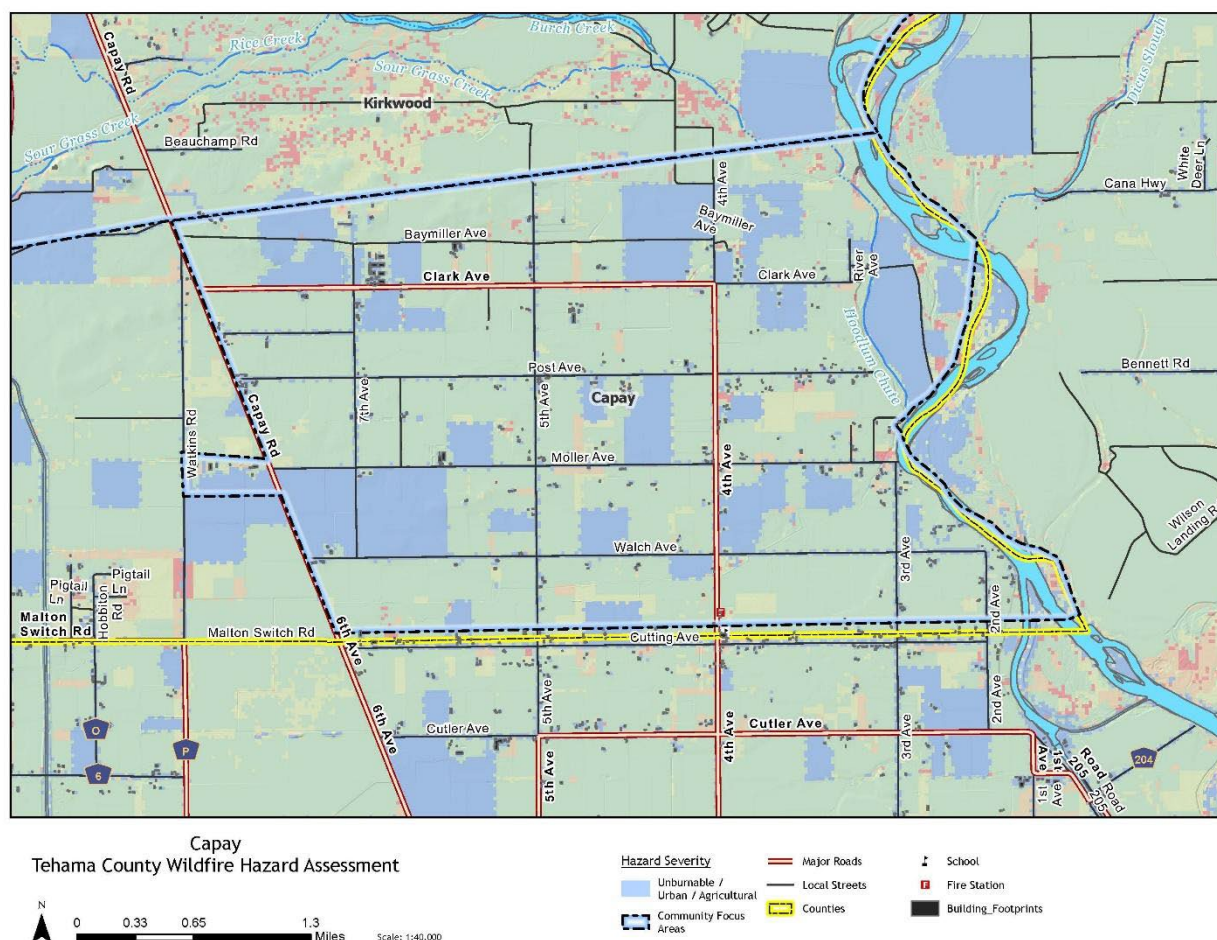 Burch Creek
Rice Creek
Capay Rd
Sour Grass Creek
Dicus Slough
Kirkwood
Sour Grass Creek
Beauchamp Rd
White
Deer Ln
4th Ave
Cana Hwy
Baymiller
Ave
Baymiller Ave
River
Ave
Clark Ave
Clark Ave
Hoodlum Chute
Post Ave
Bennett Rd
7th Ave
5th Ave
Capay
Capay Rd
Watkins Rd
Moller Ave
4th Ave
Wilson
Landing R
Walch Ave
3rd Ave
Pigtail
Ln
Pigtail
Ln
Hobbiton
Rd
2nd Ave
Malton
Switch Rd
Malton Switch Rd
6th Ave
Cutting Ave
F
5th Ave
2nd Ave
6th Ave
Cutler Ave
4th Ave
Cutler Ave
3rd Ave
O
P
6
5th Ave
1st
Ave
1st
Ave
Road
205
Road
205
204
Capay
Tehama County Wildfire Hazard Assessment
N
0 0.33 0.65 1.3
Miles
Scale: 1:40,000
Hazard Severity
Unburnable /
Urban / Agricultural
Community Focus
Areas
Major Roads
Local Streets
Counties
School
F
Fire Station
Building_Footprints